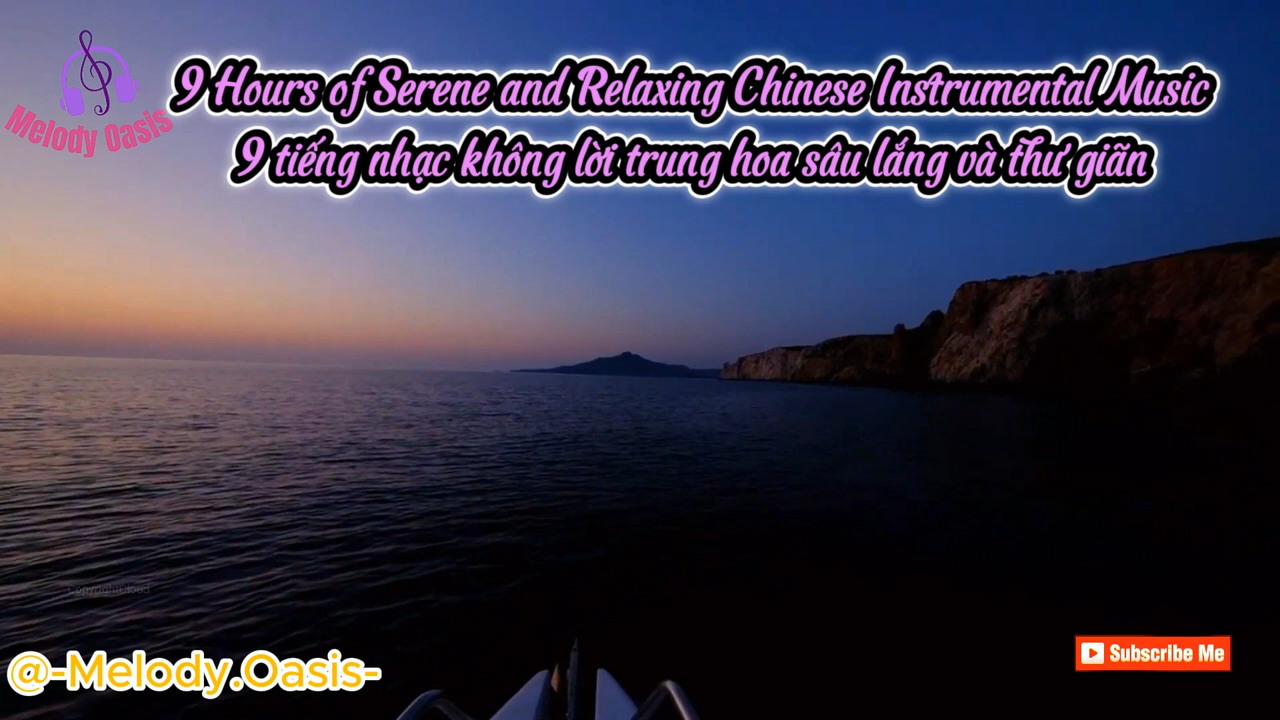 Melody Oasis
9 Hours of Serene and Relaxing Chinese Instrumental Music
9 tiếng nhạc không lời trung hoa sâu lắng và thư giãn
@-Melody.Oasis-
Subscribe Me